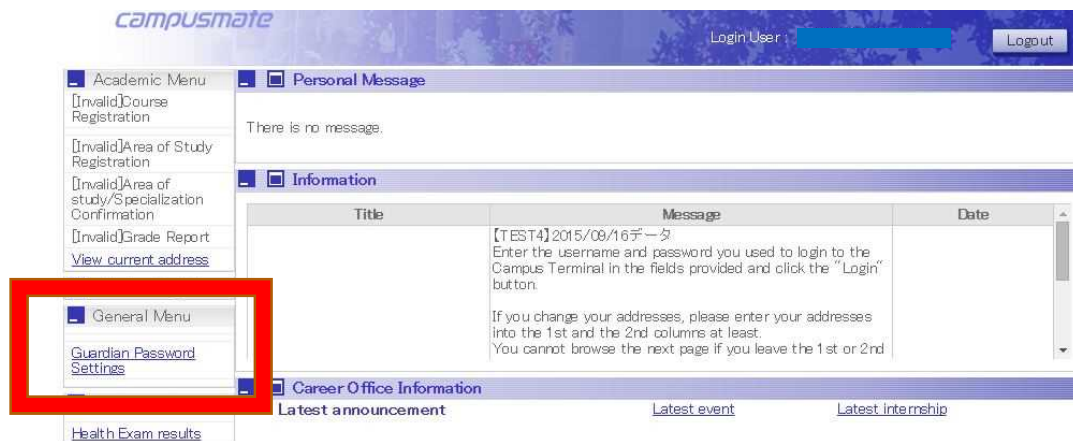 campusmate
Login User :
Logout
Academic Menu
[Invalid]Course
Registration
[Invalid]Area of Study
Registration
[Invalid]Area of
study/Specialization
Confirmation
[Invalid]Grade Report
View current address
General Menu
Guardian Password
Settings
Health Exam results
Personal Message
There is no message.
Information
Title Message Date
【TEST4】2015/09/16データ
Enter the username and password you used to login to the
Campus Terminal in the fields provided and click the "Login"
button.
If you change your addresses, please enter your addresses
into the 1st and the 2nd columns at least.
You cannot browse the next page if you leave the 1st or 2nd
Career Office Information
Latest announcement Latest event Latest internship